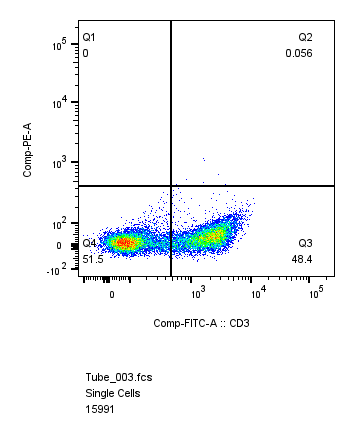 Q1
0
Q2
0.056
10^5
10^4
10^3
10^2
0
-10^2
Comp-PE-A
Q4
51.5
Q3
48.4
0
10^3
10^4
10^5
Comp-FITC-A :: CD3
Tube_003.fcs
Single Cells
15991